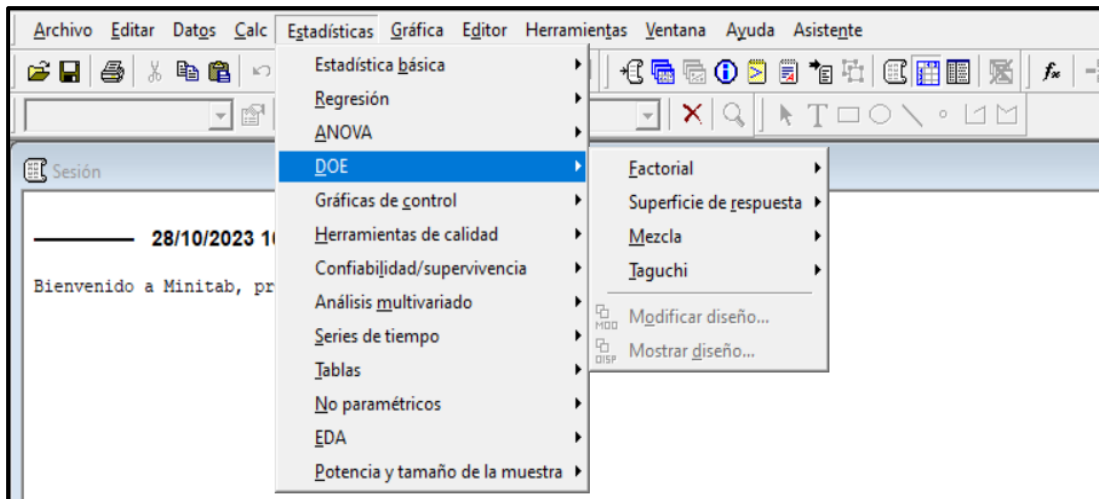 Archivo Editar Datos Calc Estadísticas Gráfica Editor Herramientas Ventana Ayuda Asistente
Estadística básica
Regresión
ANOVA
DOE
Gráficas de control
Herramientas de calidad
Confiabilidad/supervivencia
Análisis multivariado
Series de tiempo
Tablas
No paramétricos
EDA
Potencia y tamaño de la muestra
Factorial
Superficie de respuesta
Mezcla
Taguchi
Modificar diseño...
Mostrar diseño...
Sesión
28/10/2023 1
Bienvenido a Minitab, pr